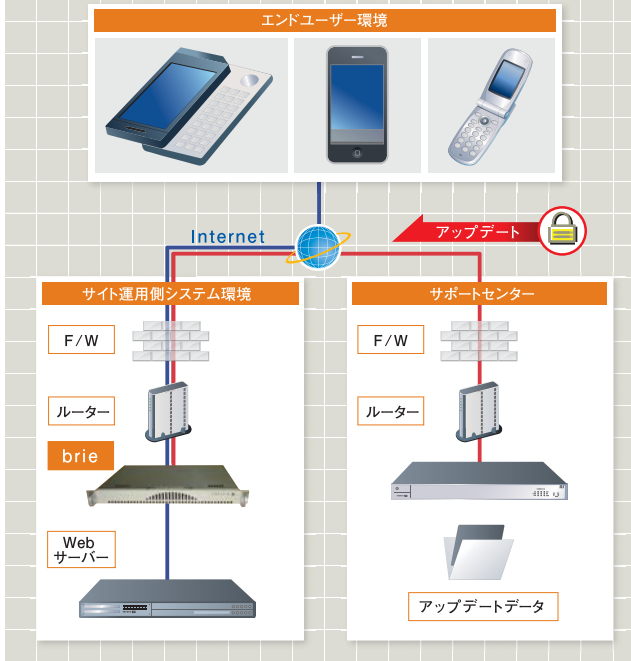 エンドユーザー環境
Internet
アップデート
サイト運用側システム環境
F/W
ルーター
brie
Web
サーバー
サポートセンター
F/W
ルーター
アップデートデータ